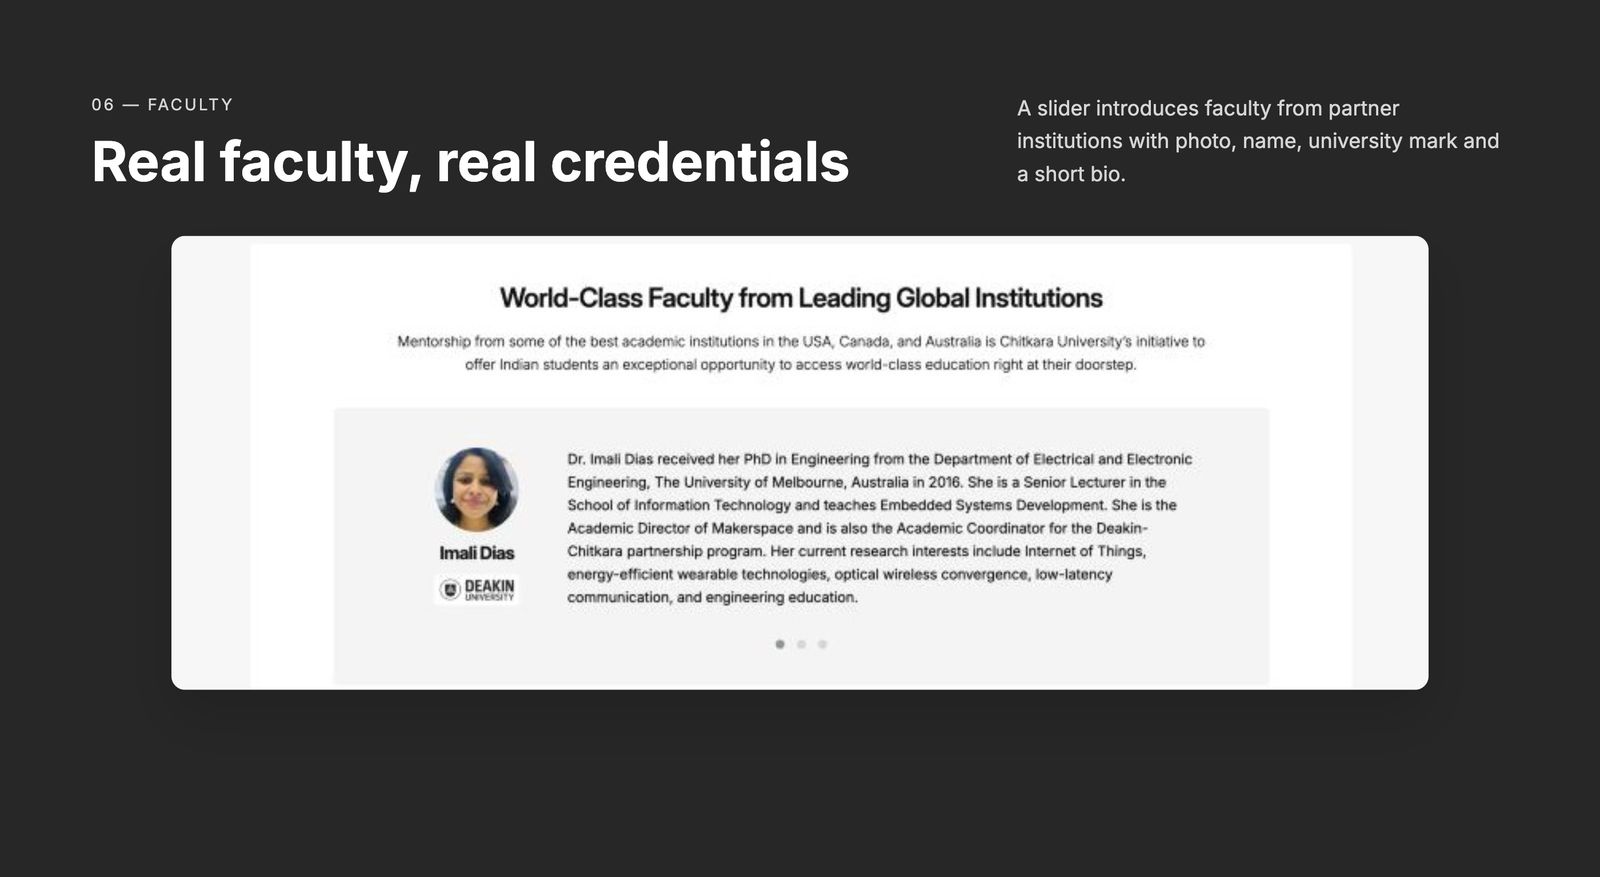 06 — FACULTY
Real faculty, real credentials
A slider introduces faculty from partner
institutions with photo, name, university mark and
a short bio.
World-Class Faculty from Leading Global Institutions
Mentorship from some of the best academic institutions in the USA, Canada, and Australia is Chitkara University's initiative to
offer Indian students an exceptional opportunity to access world-class education right at their doorstep.
Imali Dias
DEAKIN
UNIVERSITY
Dr. Imali Dias received her PhD in Engineering from the Department of Electrical and Electronic
Engineering, The University of Melbourne, Australia in 2016. She is a Senior Lecturer in the
School of Information Technology and teaches Embedded Systems Development. She is the
Academic Director of Makerspace and is also the Academic Coordinator for the Deakin-
Chitkara partnership program. Her current research interests include Internet of Things,
energy-efficient wearable technologies, optical wireless convergence, low-latency
communication, and engineering education.